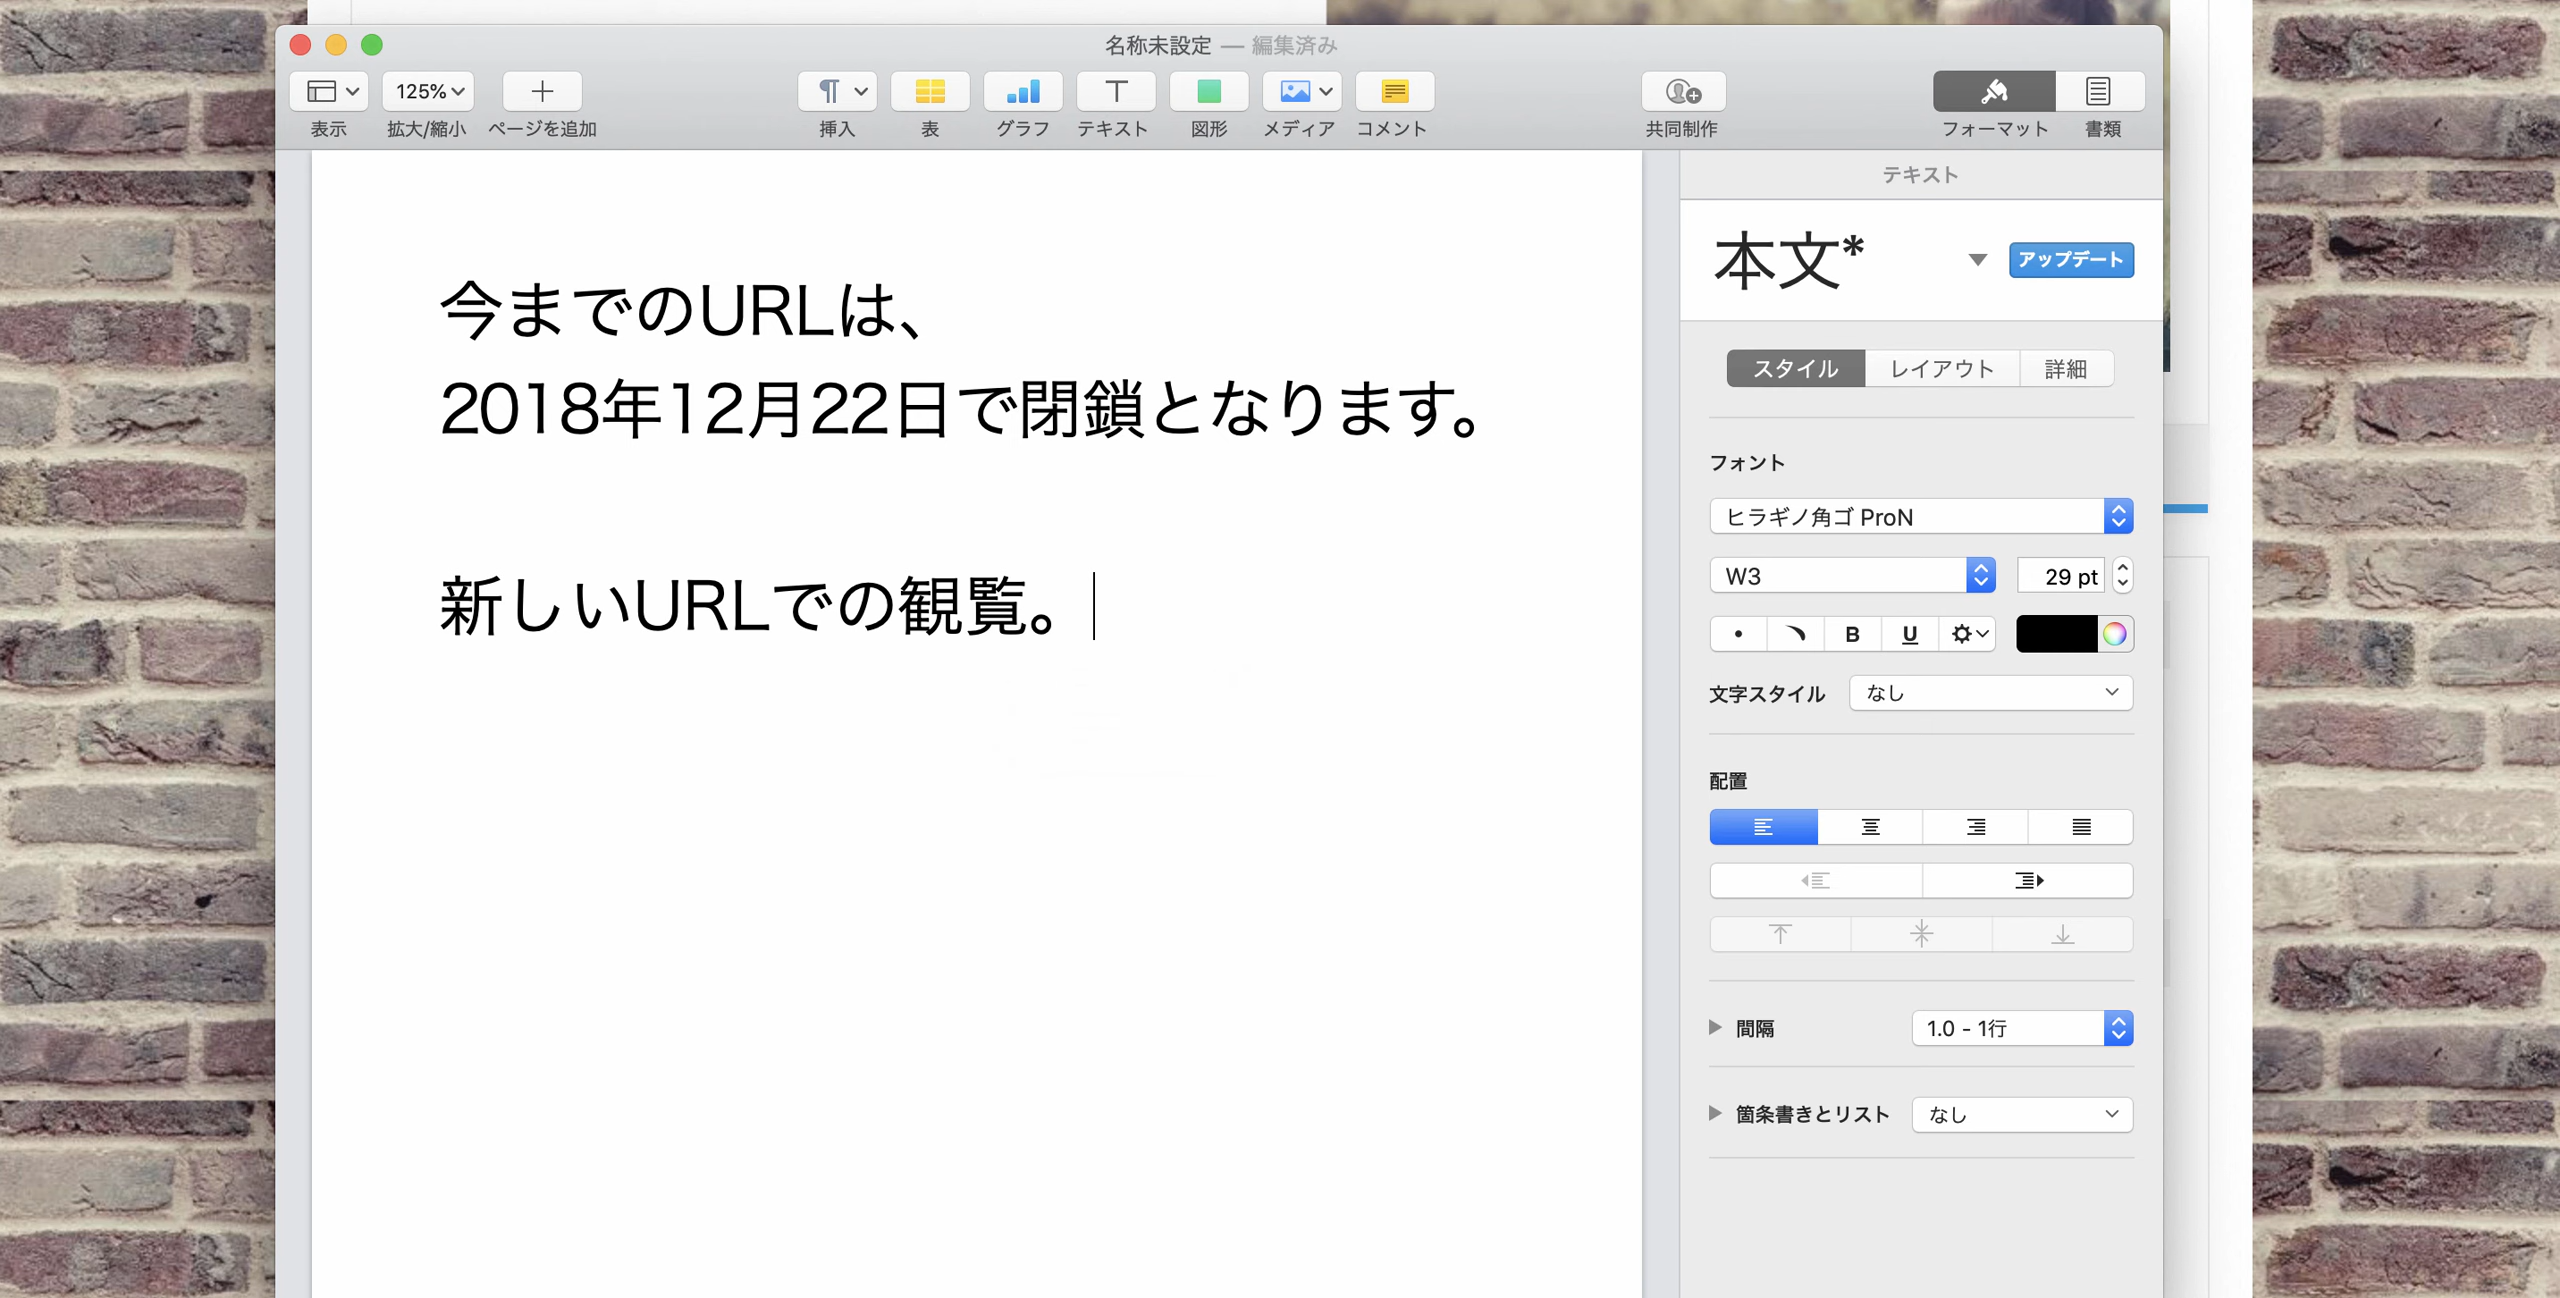 名称未設定 — 編集済み
125%
表示
拡大/縮小
ページを追加
挿入
表
グラフ
テキスト
図形
メディア
コメント
共同制作
フォーマット
書類
今までのURLは、
2018年12月22日で閉鎖となります。
新しいURLでの観覧。
テキスト
本文*
アップデート
スタイル
レイアウト
詳細
フォント
ヒラギノ角ゴ ProN
W3
29 pt
B
U
文字スタイル
なし
配置
間隔
1.0 - 1行
箇条書きとリスト
なし